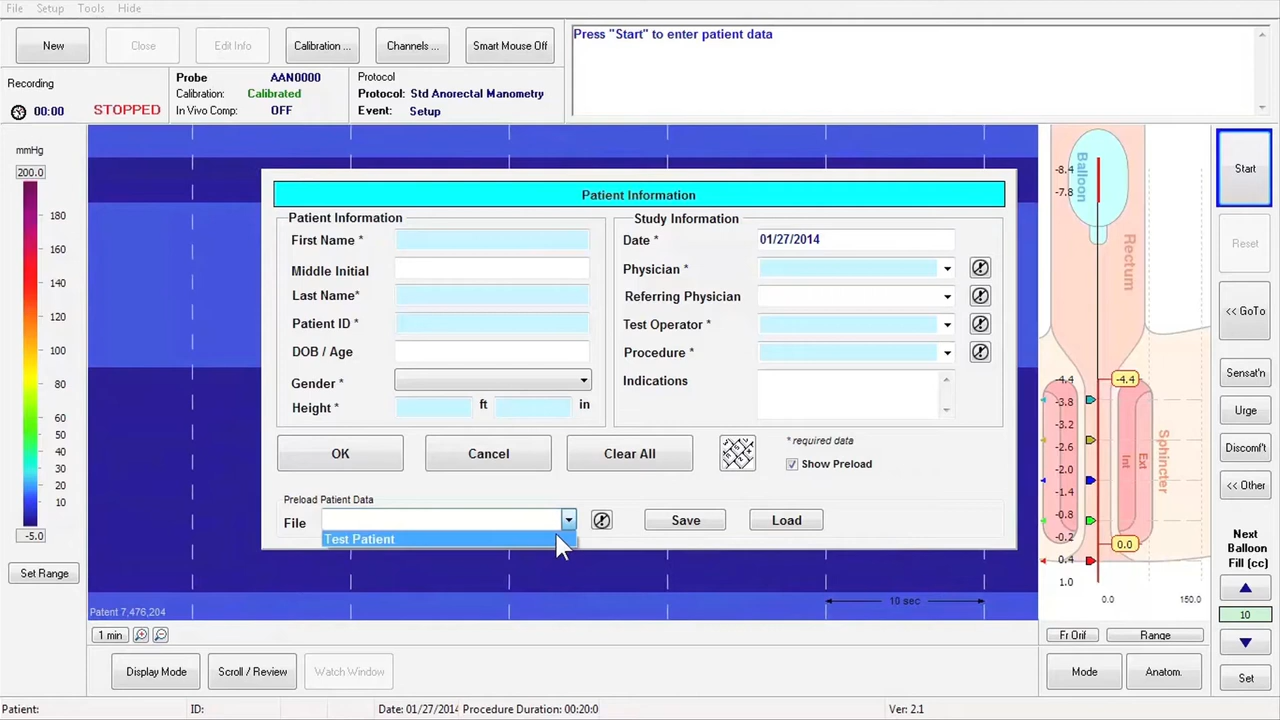 File Setup Tools Hide
New Close Edit Info Calibration ... Channels ... Smart Mouse Off
Press "Start" to enter patient data
Recording
00:00 STOPPED
Probe AAN0000
Calibration: Calibrated
In Vivo Comp: OFF
Protocol
Protocol: Std Anorectal Manometry
Event: Setup
mmHg
200.0
180
160
140
120
100
80
60
50
40
30
20
10
-5.0
Set Range
Patient Information
Patient Information
First Name *
Middle Initial
Last Name*
Patient ID *
DOB / Age
Gender *
Height * ft in
Study Information
Date * 01/27/2014
Physician *
Referring Physician
Test Operator *
Procedure *
Indications
OK Cancel Clear All
* required data
Show Preload
Preload Patient Data
File Save Load
Test Patient
Patent 7,476,204
10 sec
1 min
Display Mode Scroll / Review Watch Window
Balloon
Rectum
Int
Ext
Sphincter
-8.4
-7.8
-4.4 -4.4
-3.8
-3.2
-2.6
-2.0
-1.4
-0.8
-0.2 0.0
0.4
1.0
0.0 150.0
Fr Orif Range
Mode Anatom.
Start
Reset
<< GoTo
Sensat'n
Urge
Discomf't
<< Other
Next
Balloon
Fill (cc)
10
Set
Patient: ID: Date: 01/27/2014 Procedure Duration: 00:20:0 Ver: 2.1